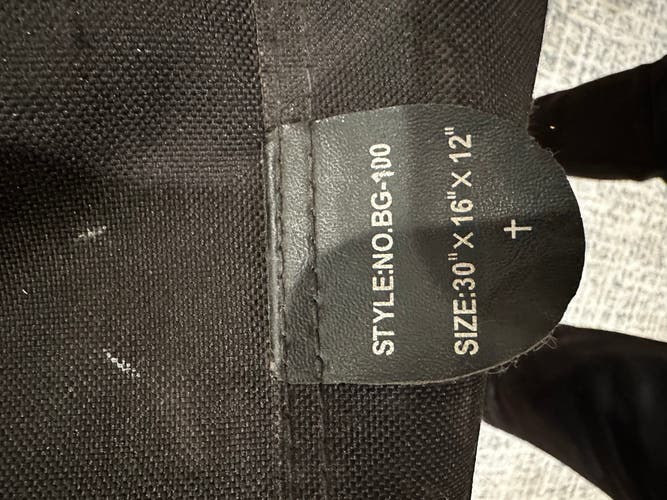 STYLE:NO.BG-100
SIZE:30" X 16" X 12"